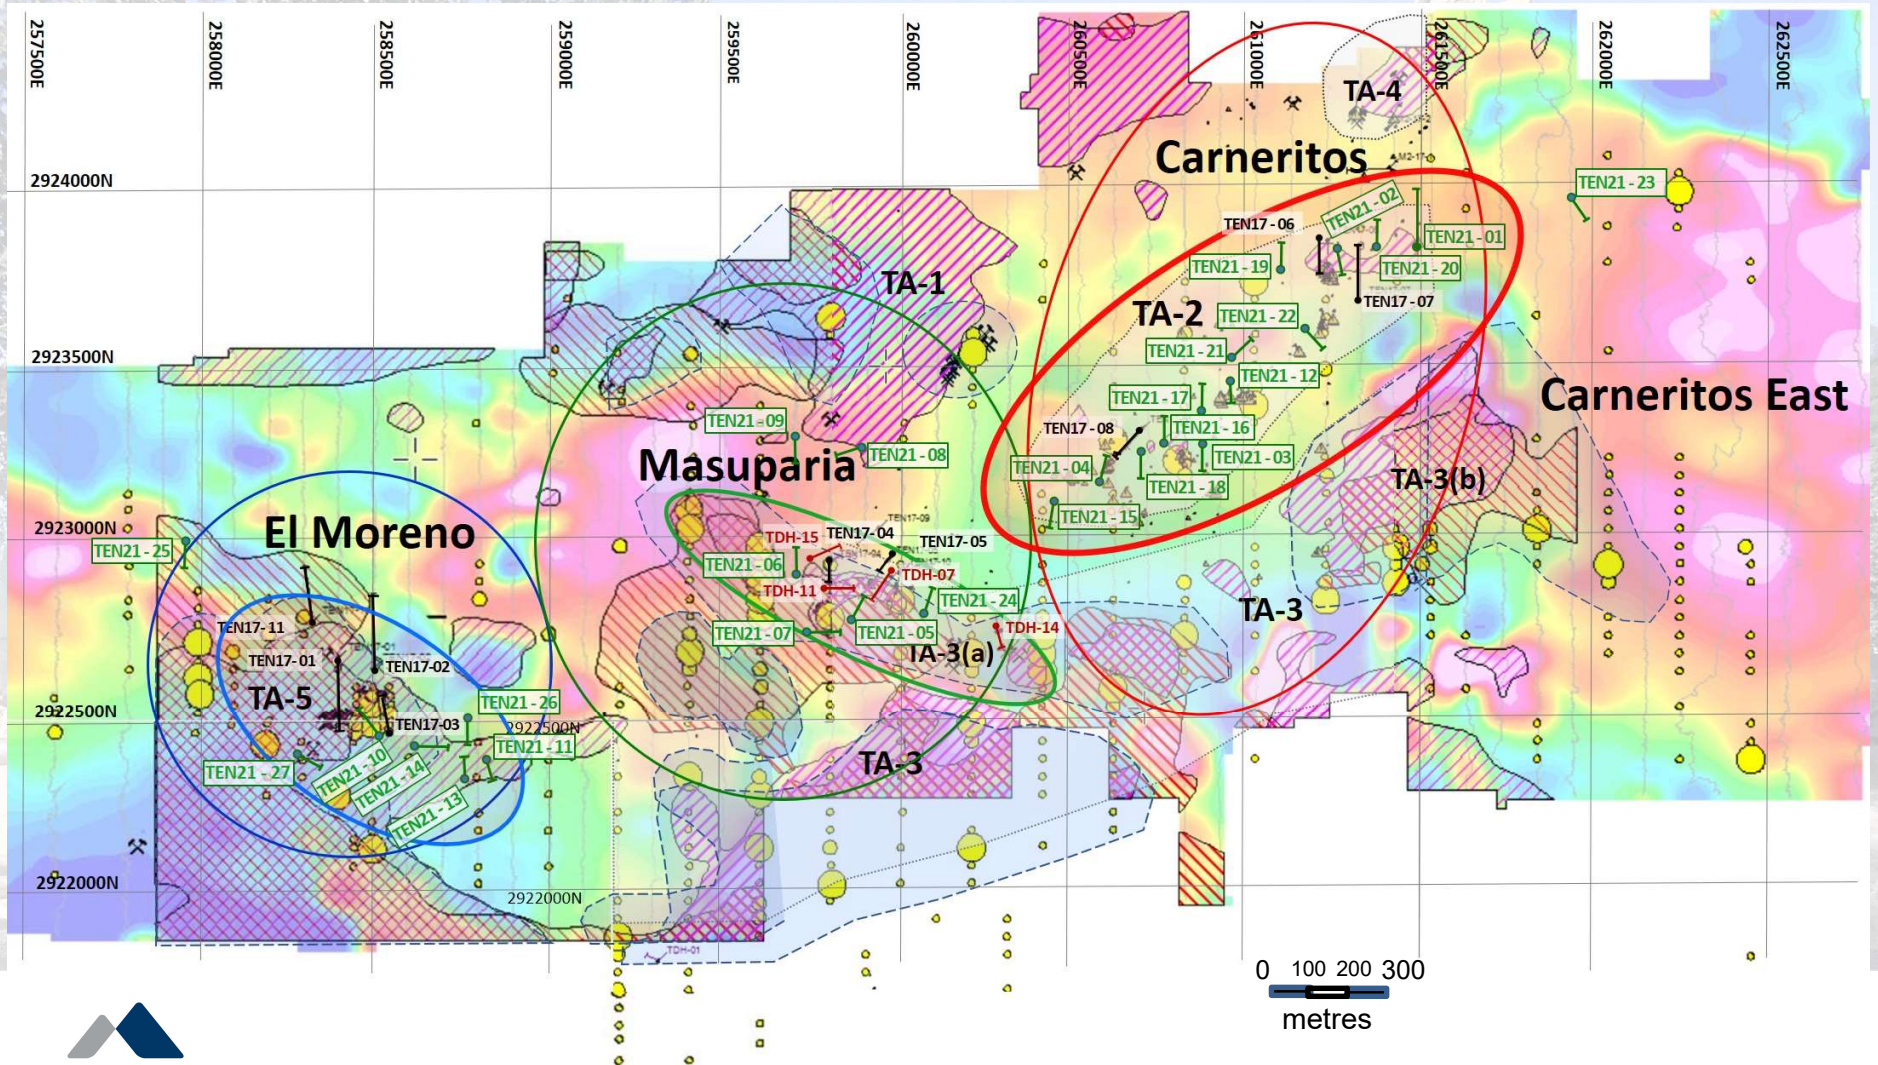 257500E
258000E
258500E
259000E
259500E
260000E
260500E
261000E
261500E
262000E
262500E
TA-4
Carneritos
2924000N
TEN21 - 23
TEN21 - 02
TEN17 - 06
TEN21 - 01
TEN21 - 19
TEN21 - 20
TA-1
TEN17 - 07
TA-2
TEN21 - 22
2923500N
TEN21 - 21
TEN21 - 12
Carneritos East
TEN21 - 17
TEN21 - 09
TEN17 - 08
TEN21 - 16
TEN21 - 08
TEN21 - 03
Masuparia
TEN21 - 04
TA-3(b)
TEN21 - 18
TEN21 - 15
TEN17-09
2923000N
El Moreno
TDH-15
TEN17 - 04
TEN17 - 05
TEN21 - 25
TEN21 - 06
TDH-07
TDH-11
TEN21 - 24
TA-3
TEN17- 11
TEN21 - 07
TEN21 - 05
TDH-14
TA-3(a)
TEN17- 01
TEN17-02
TA-5
TEN21 - 26
2922500N
TEN17-03
2922500N
TEN21 - 11
TA-3
TEN21 - 27
TEN21 - 10
TEN21 - 14
TEN21 - 13
2922000N
2922000N
TDH-01
0 100 200 300
metres